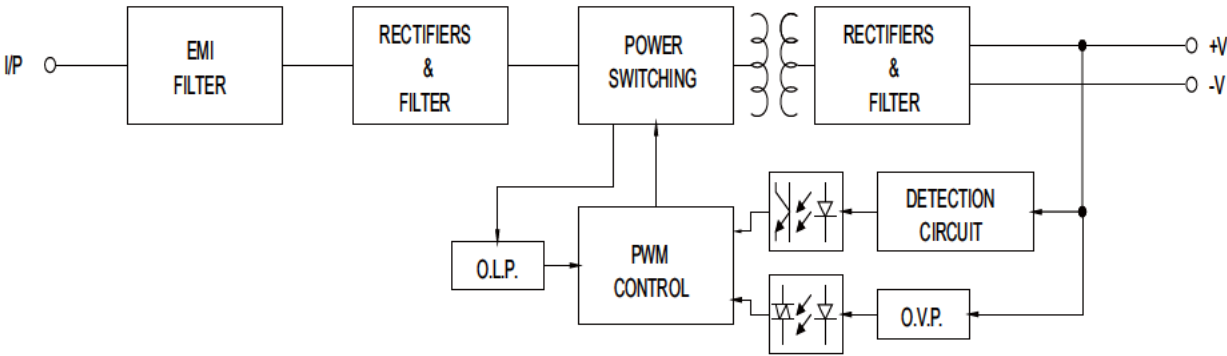 I/P
EMI
FILTER
RECTIFIERS
&
FILTER
POWER
SWITCHING
RECTIFIERS
&
FILTER
+V
-V
DETECTION
CIRCUIT
O.L.P.
PWM
CONTROL
O.V.P.